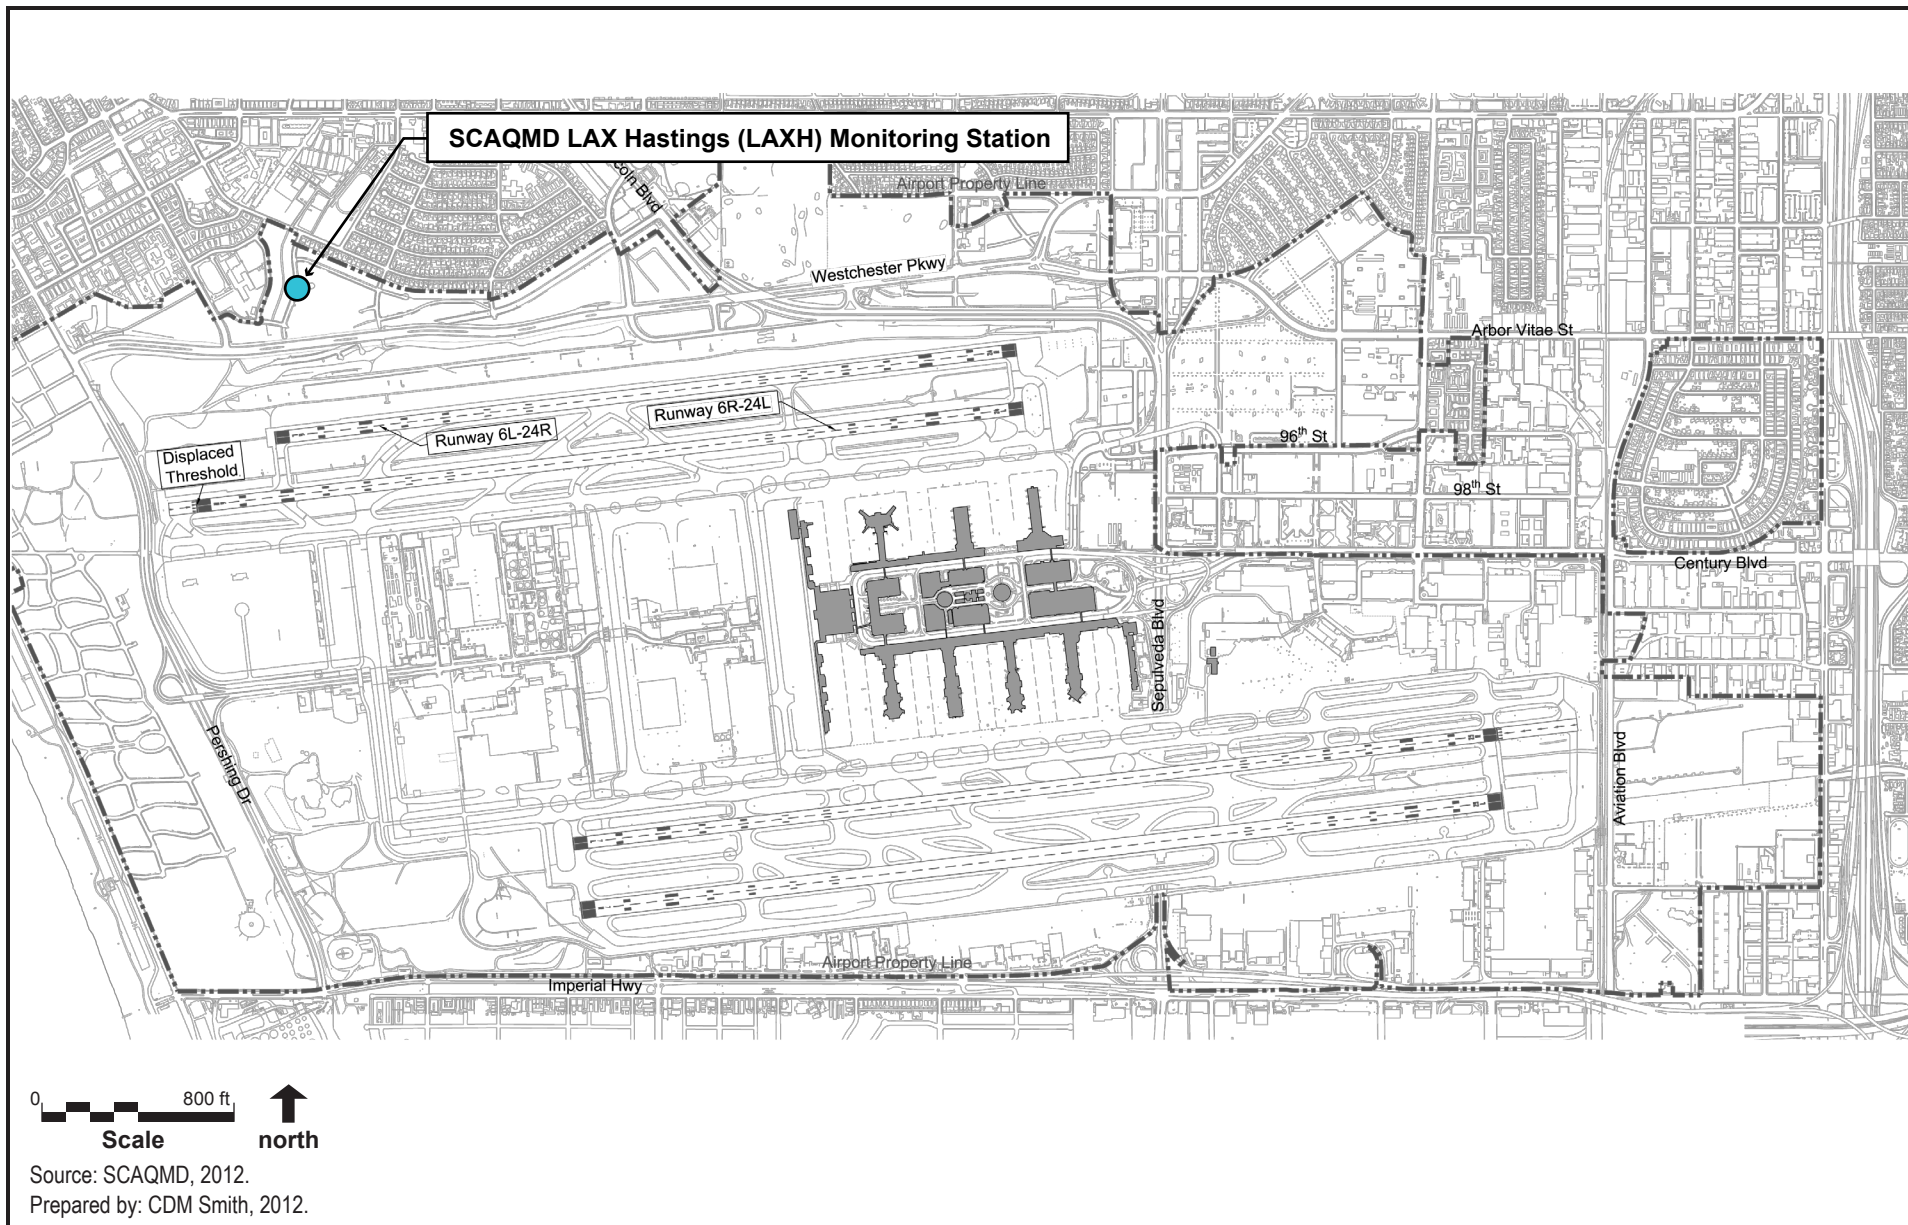 SCAQMD LAX Hastings (LAXH) Monitoring Station
coln Blvd
Airport Property Line
Westchester Pkwy
Arbor Vitae St
Runway 6R-24L
Runway 6L-24R
Displaced
Threshold
96th St
98th St
Century Blvd
Sepulveda Blvd
Pershing Dr
Aviation Blvd
Airport Property Line
Imperial Hwy
0
800 ft
Scale
north
Source: SCAQMD, 2012.
Prepared by: CDM Smith, 2012.